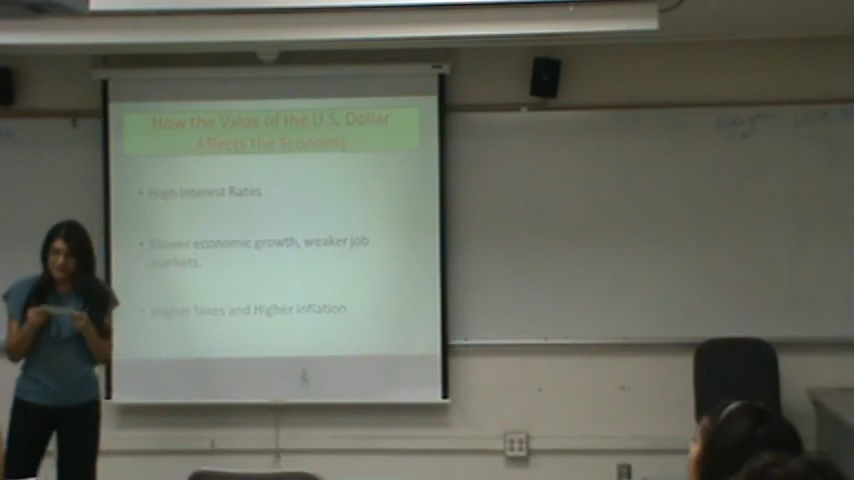 How the Value of the U.S. Dollar
Affects the Economy
• High Interest Rates
• Slower economic growth, weaker job
markets.
• Higher taxes and Higher inflation